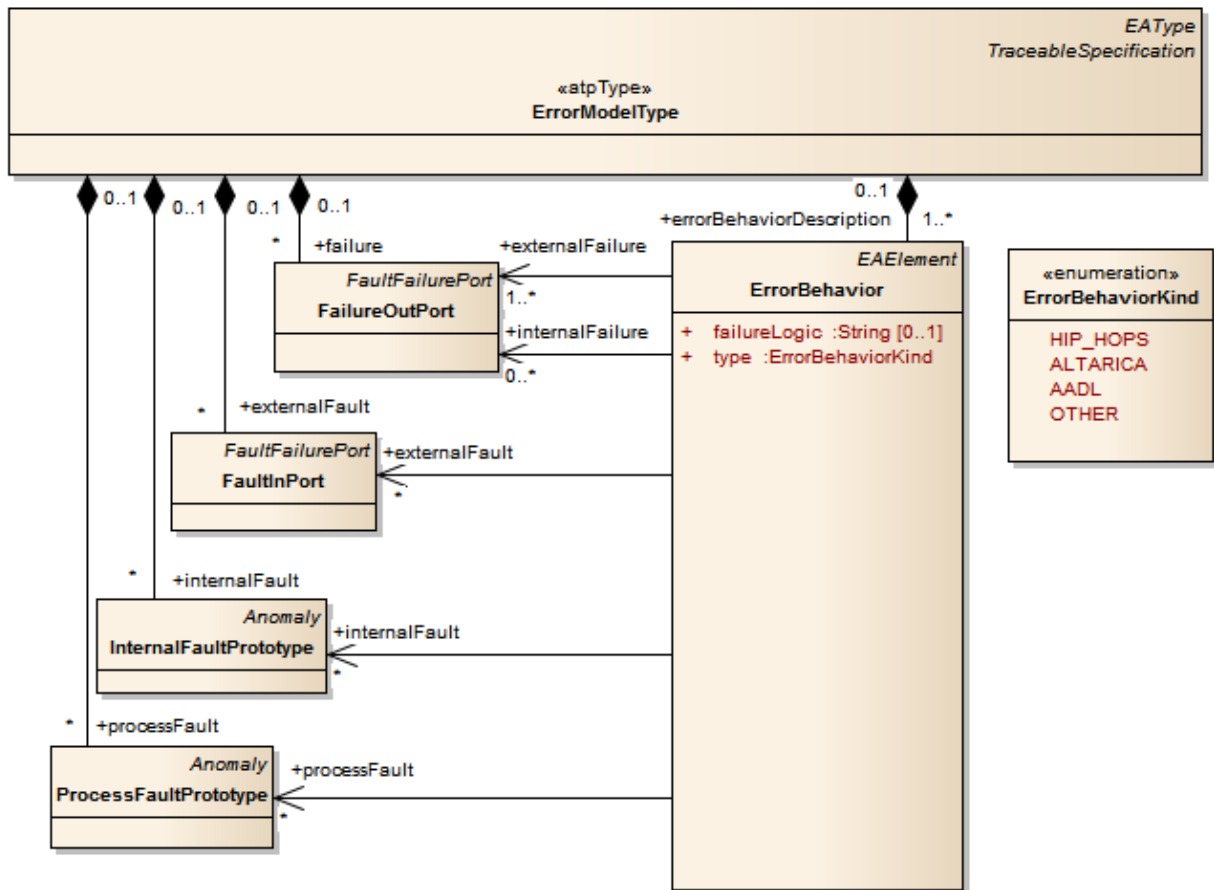 EAType
TraceableSpecification
«atpType»
ErrorModelType
0..1
0..1
0..1
0..1
0..1
+errorBehaviorDescription
1..*
*
+failure
+externalFailure
1..*
FaultFailurePort
FailureOutPort
+internalFailure
0..*
EAElement
ErrorBehavior
+ failureLogic :String [0..1]
+ type :ErrorBehaviorKind
«enumeration»
ErrorBehaviorKind
HIP_HOPS
ALTARICA
AADL
OTHER
*
+externalFault
FaultFailurePort
FaultInPort
+externalFault
*
*
+internalFault
Anomaly
InternalFaultPrototype
+internalFault
*
*
+processFault
Anomaly
ProcessFaultPrototype
+processFault
*